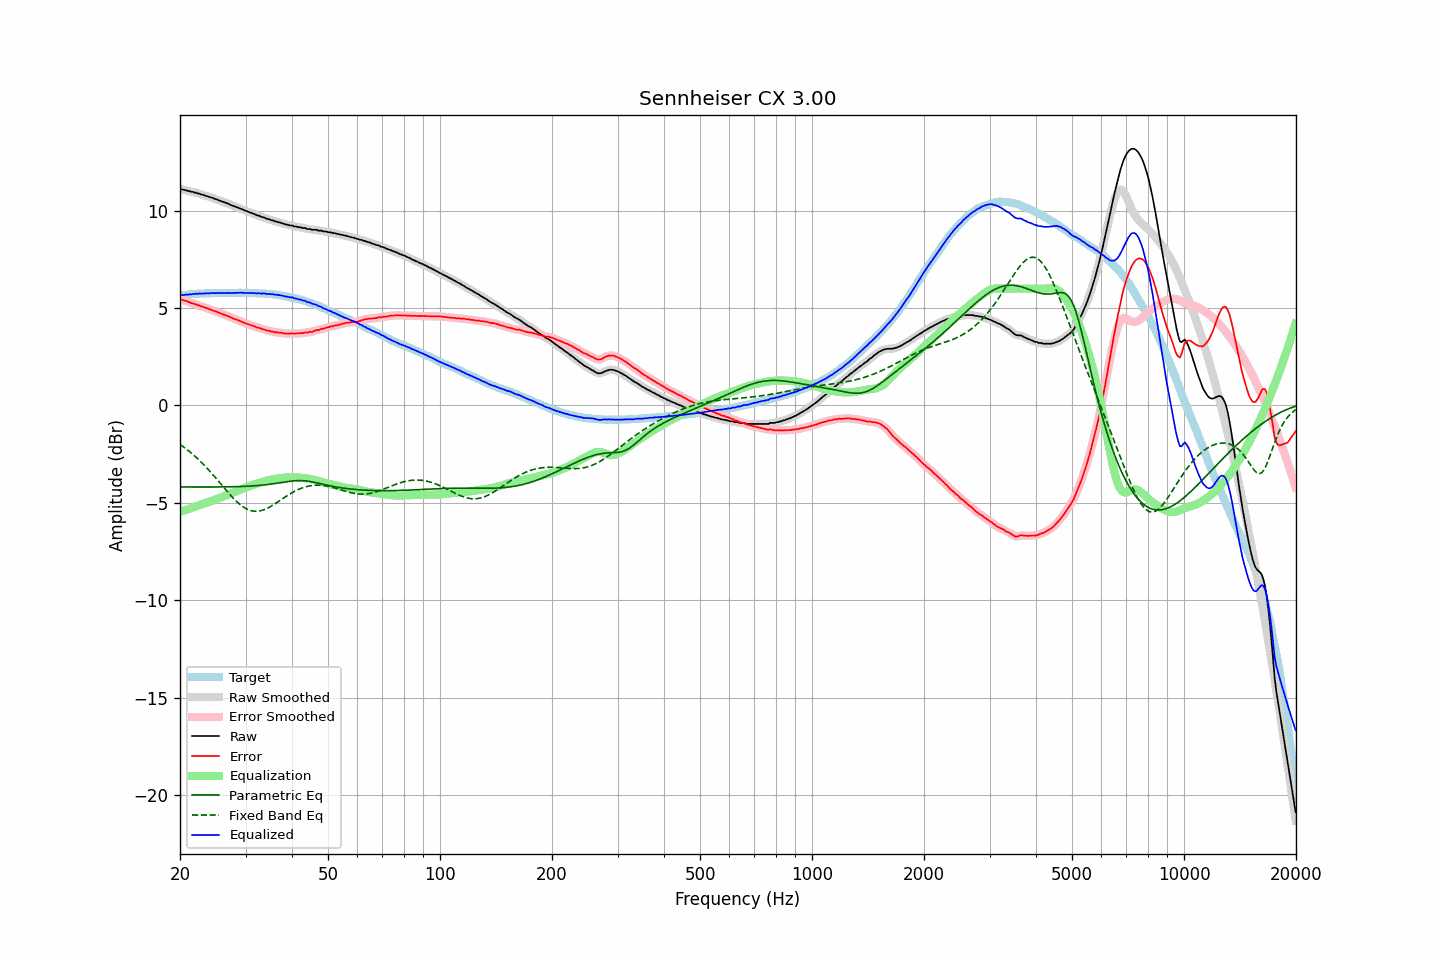 Sennheiser CX 3.00
Amplitude (dBr)
10
5
0
−5
−10
−15
−20
Target
Raw Smoothed
Error Smoothed
Raw
Error
Equalization
Parametric Eq
Fixed Band Eq
Equalized
20 50 100 200 500 1000 2000 5000 10000 20000
Frequency (Hz)